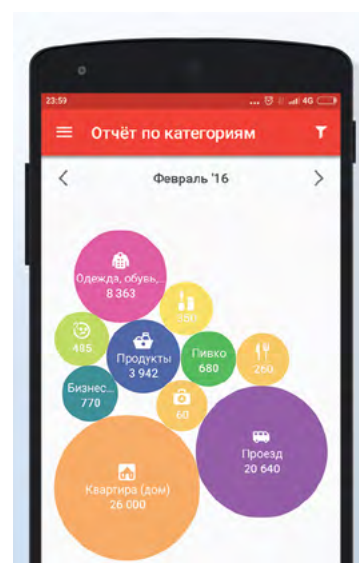 23:59
... 4G
Отчёт по категориям
Февраль '16
Одежда, обувь,...
8 363
550
485
Продукты
3 942
Пивко
680
260
Бизнес...
770
60
Проезд
20 640
Квартира (дом)
26 000